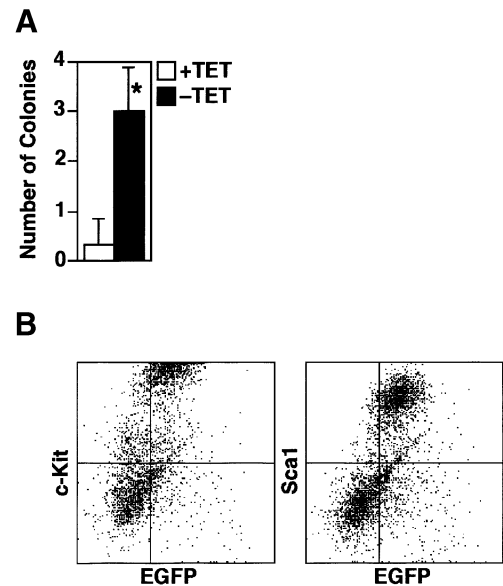 A
4
3
2
1
0
Number of Colonies
*
+TET
–TET
B
c-Kit
EGFP
Sca1
EGFP